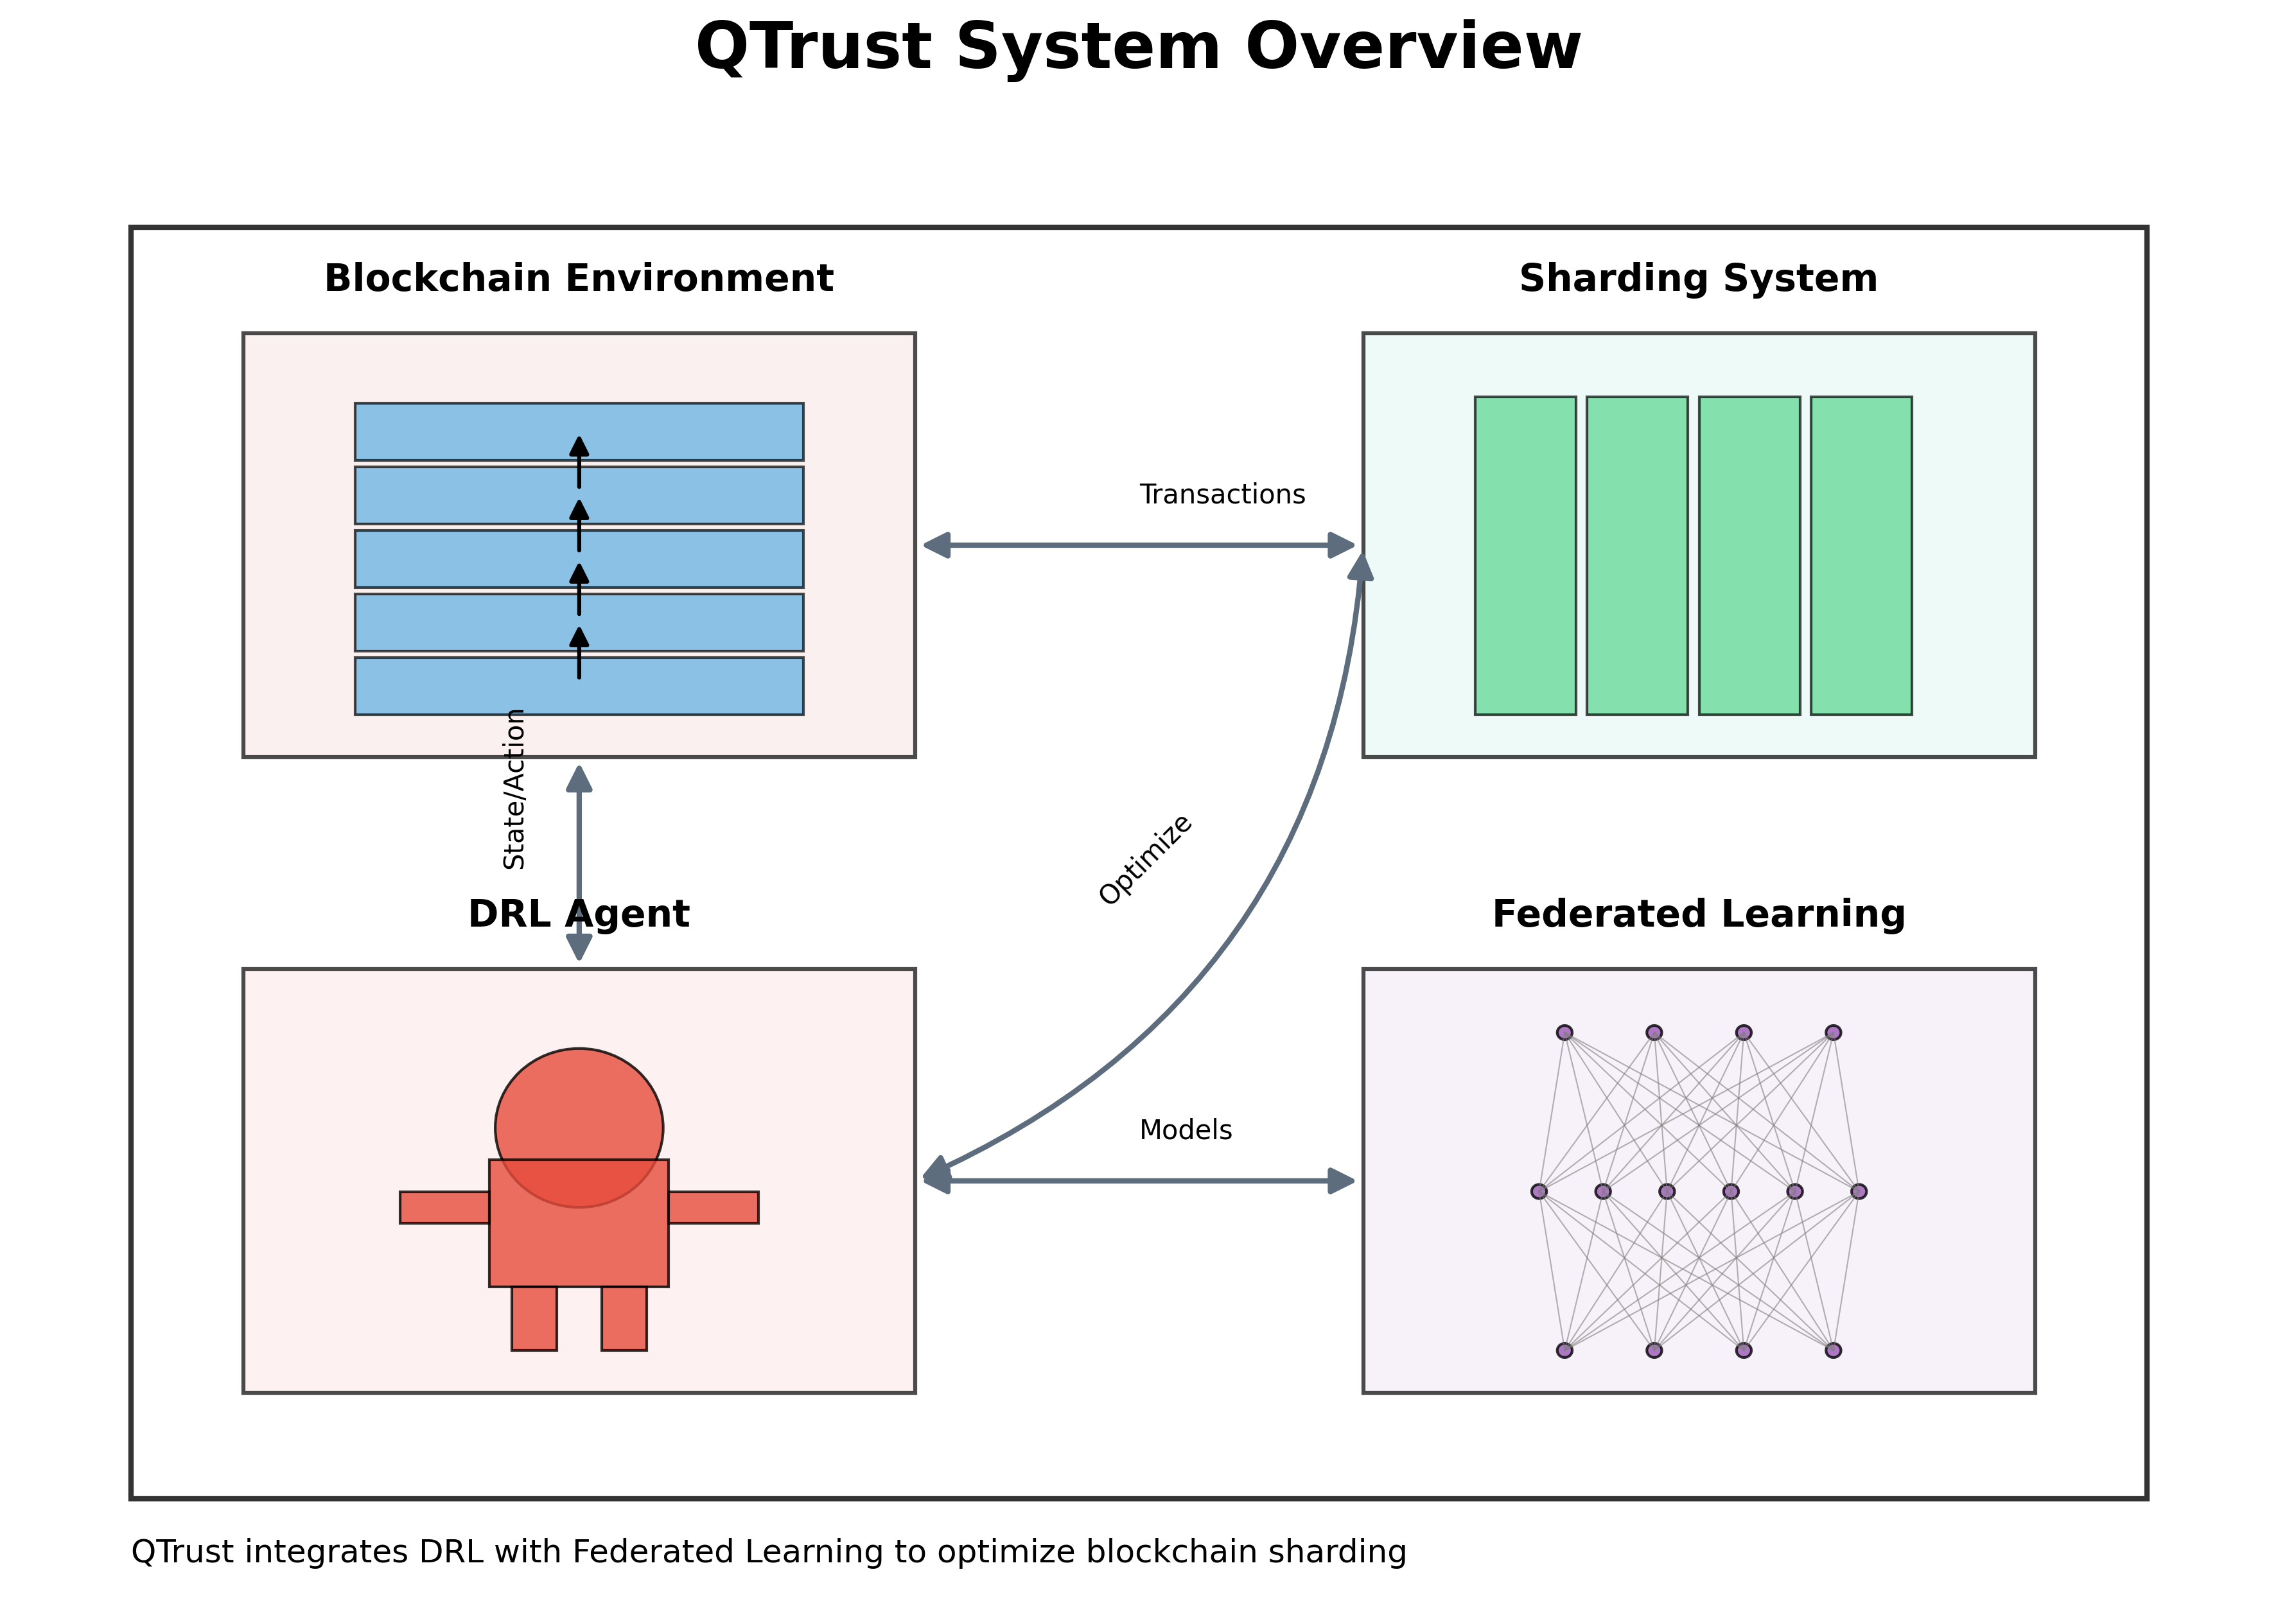 QTrust System Overview
Blockchain Environment
Sharding System
Transactions
State/Action
Optimize
DRL Agent
Federated Learning
Models
QTrust integrates DRL with Federated Learning to optimize blockchain sharding